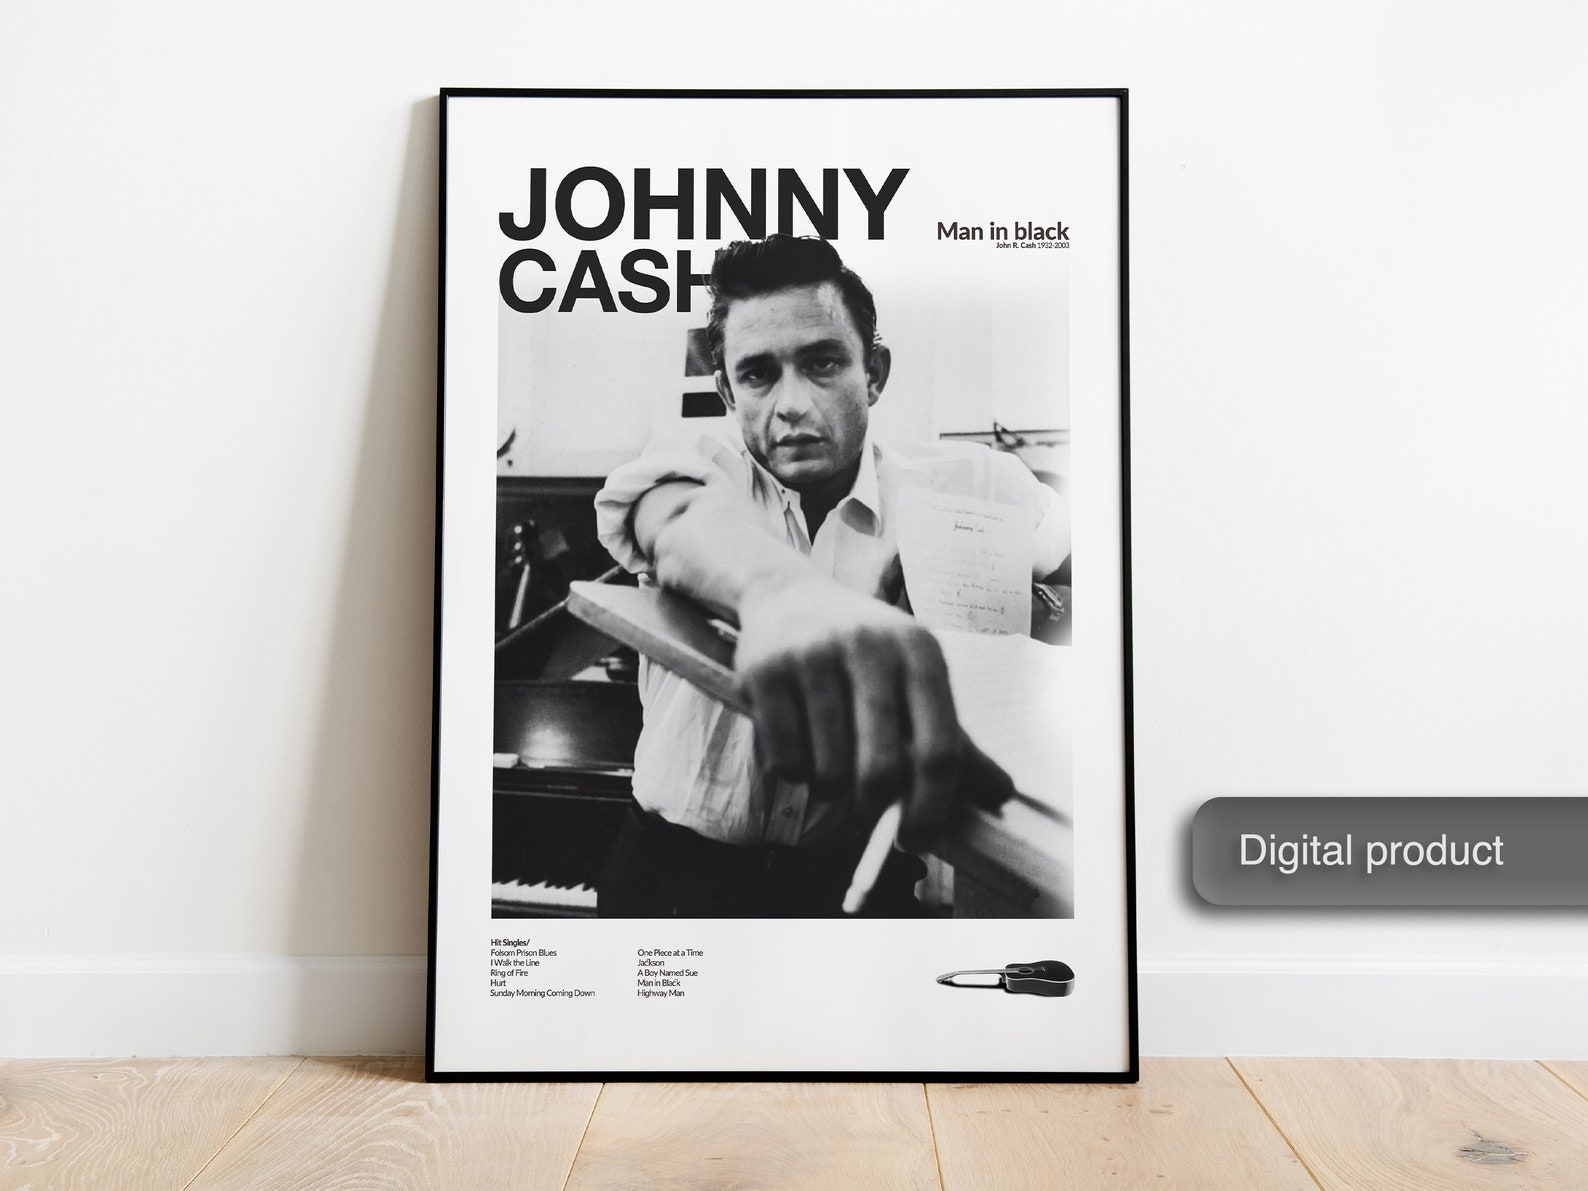 JOHNNY
CASH
Man in black
John R. Cash 1932-2003
Hit Singles/
Folsom Prison Blues
I Walk the Line
Ring of Fire
Hurt
Sunday Morning Coming Down
One Piece at a Time
Jackson
A Boy Named Sue
Man in Black
Highway Man
Digital product